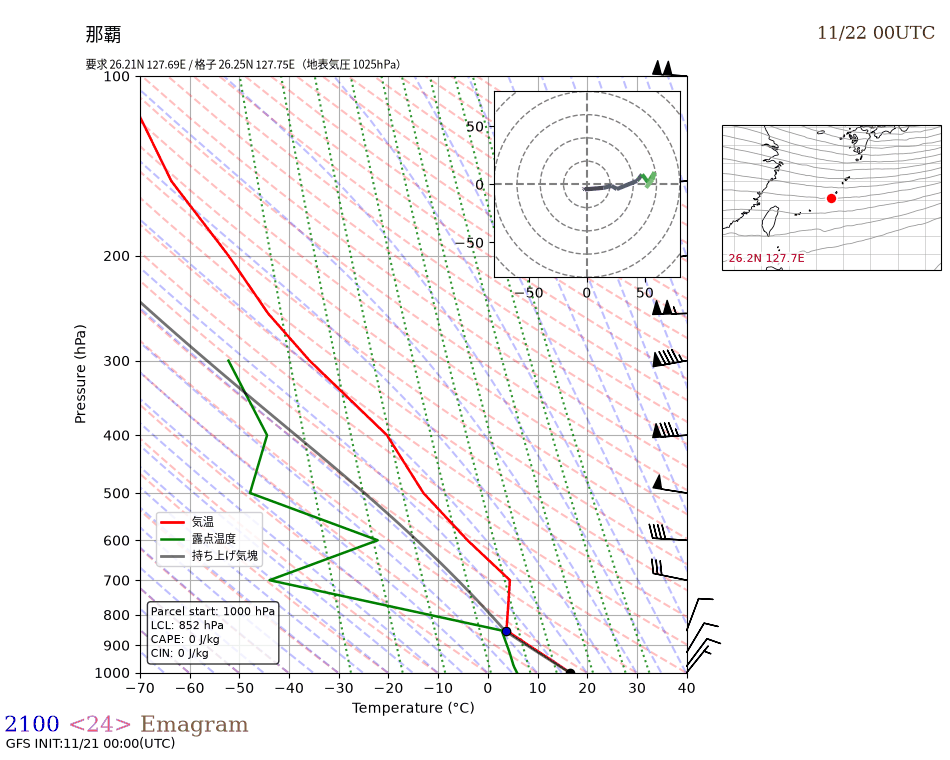 那覇
11/22 00UTC
要求 26.21N 127.69E / 格子 26.25N 127.75E（地表気圧 1025hPa）
100
200
300
400
500
600
700
800
900
1000
Pressure (hPa)
−70 −60 −50 −40 −30 −20 −10 0 10 20 30 40
Temperature (°C)
50
0
−50
−50 0 50
26.2N 127.7E
気温
露点温度
持ち上げ気塊
Parcel start: 1000 hPa
LCL: 852 hPa
CAPE: 0 J/kg
CIN: 0 J/kg
2100 <24> Emagram
GFS INIT:11/21 00:00(UTC)